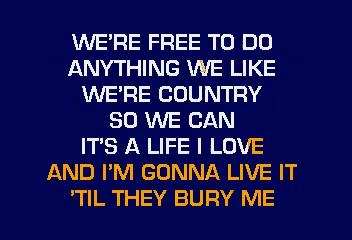 WE'RE FREE TO DO
ANYTHING WE LIKE
WE'RE COUNTRY
SO WE CAN
IT'S A LIFE I LOVE
AND I'M GONNA LIVE IT
'TIL THEY BURY ME